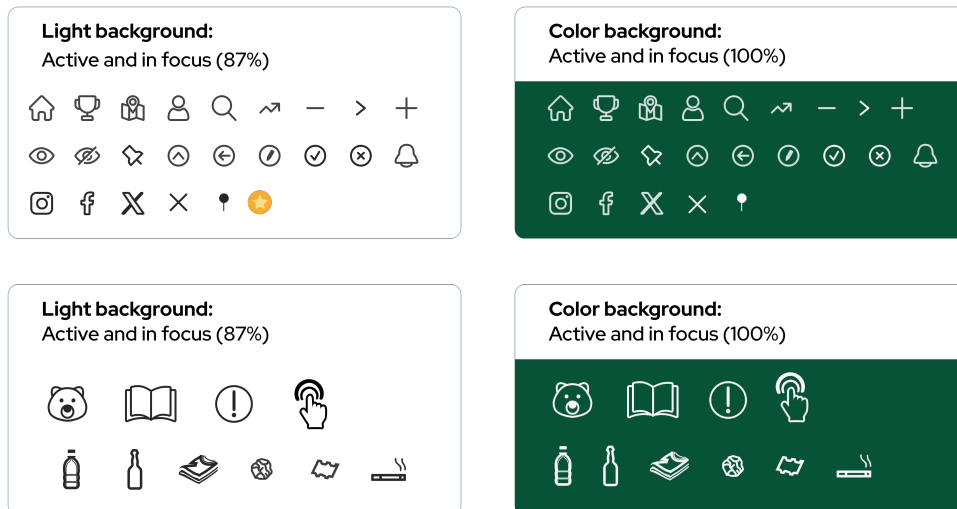 Light background:
Active and in focus (87%)
Color background:
Active and in focus (100%)
Light background:
Active and in focus (87%)
Color background:
Active and in focus (100%)